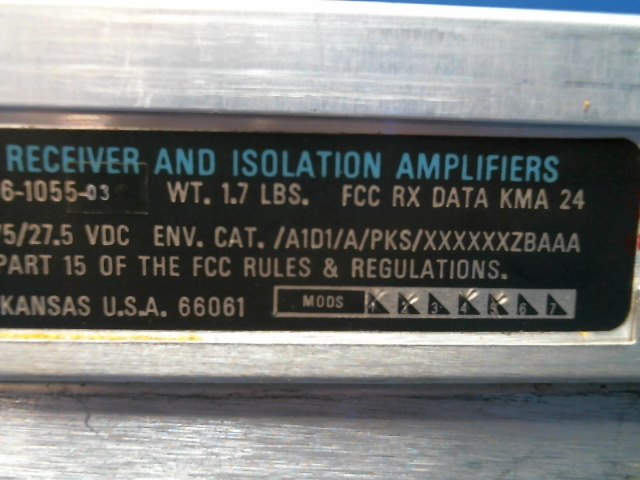 RECEIVER AND ISOLATION AMPLIFIERS
6-1055-03 WT. 1.7 LBS. FCC RX DATA KMA 24
75/27.5 VDC ENV. CAT. /A1D1/A/PKS/XXXXXXZBAAA
PART 15 OF THE FCC RULES & REGULATIONS.
KANSAS U.S.A. 66061 MODS 1 2 3 4 5 6 7